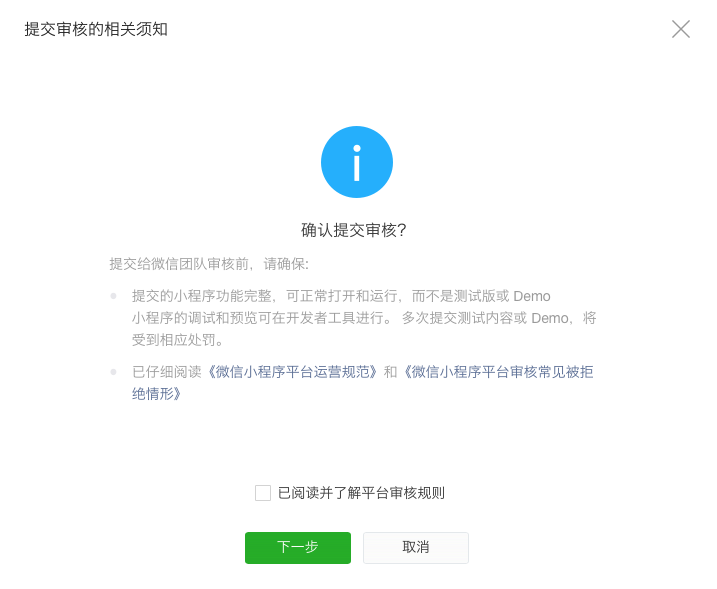 提交审核的相关须知
确认提交审核?
提交给微信团队审核前，请确保:
提交的小程序功能完整，可正常打开和运行，而不是测试版或 Demo
小程序的调试和预览可在开发者工具进行。 多次提交测试内容或 Demo，将
受到相应处罚。
已仔细阅读《微信小程序平台运营规范》和《微信小程序平台审核常见被拒
绝情形》
已阅读并了解平台审核规则
下一步
取消